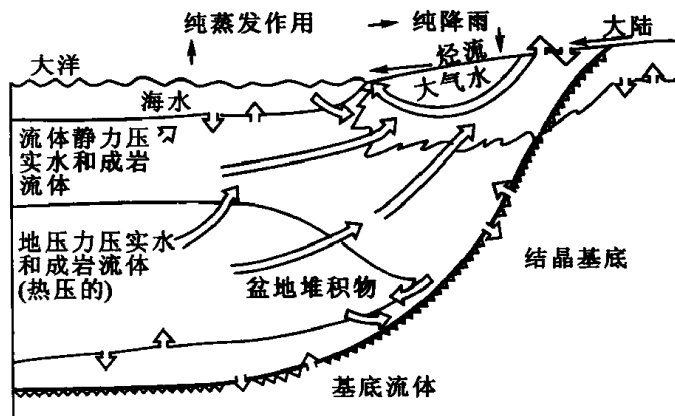 纯蒸发作用
纯降雨
大陆
大洋
烃流
大气水
海水
流体静力压
实水和成岩
流体
地压力压实水
和成岩流体
(热压的)
盆地堆积物
结晶基底
基底流体